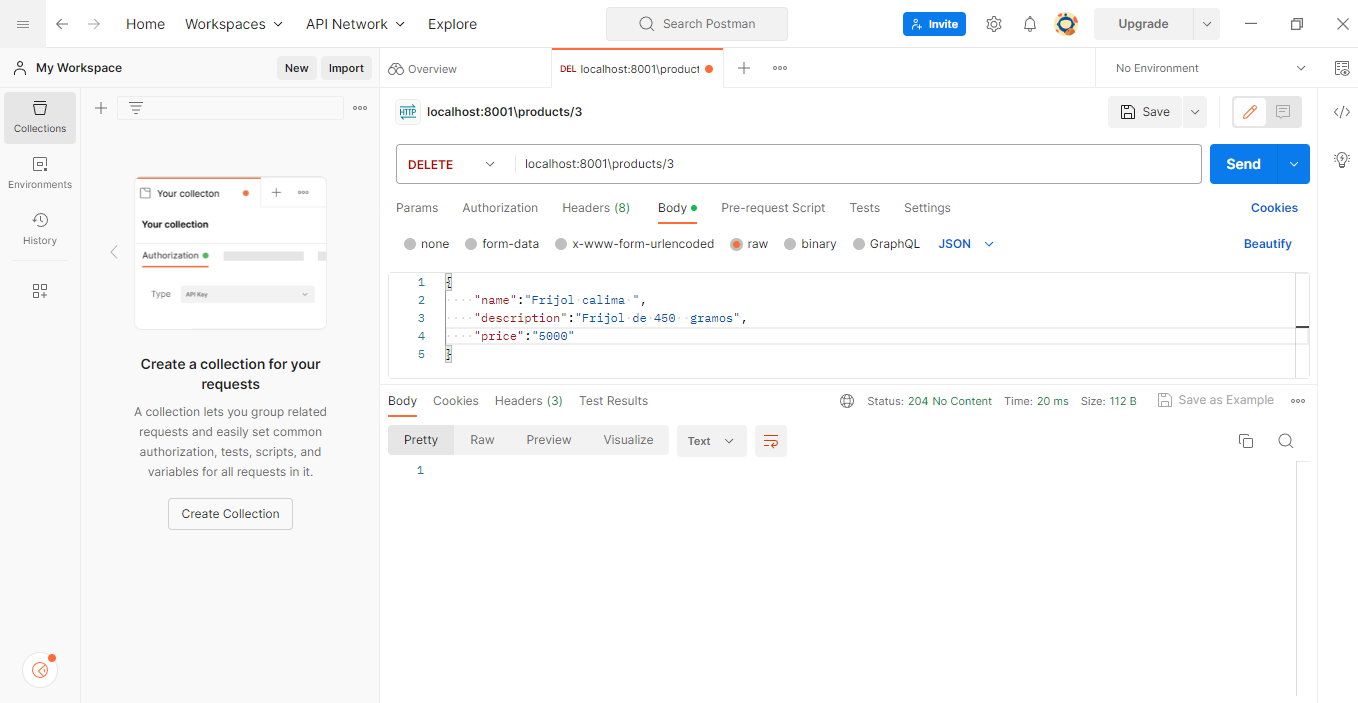 Home Workspaces API Network Explore Search Postman Invite Upgrade
My Workspace New Import Overview DEL localhost:8001\product No Environment
Collections
Environments
History
Your collecton
Your collection
Authorization
Type API Key
Create a collection for your
requests
A collection lets you group related
requests and easily set common
authorization, tests, scripts, and
variables for all requests in it.
Create Collection
HTTP localhost:8001\products/3 Save
DELETE localhost:8001\products/3 Send
Params Authorization Headers (8) Body Pre-request Script Tests Settings Cookies
none form-data x-www-form-urlencoded raw binary GraphQL JSON Beautify
1 {
2 "name":"Frijol calima ",
3 "description":"Frijol de 450  gramos",
4 "price":"5000"
5 }
Body Cookies Headers (3) Test Results Status: 204 No Content Time: 20 ms Size: 112 B Save as Example
Pretty Raw Preview Visualize Text
1